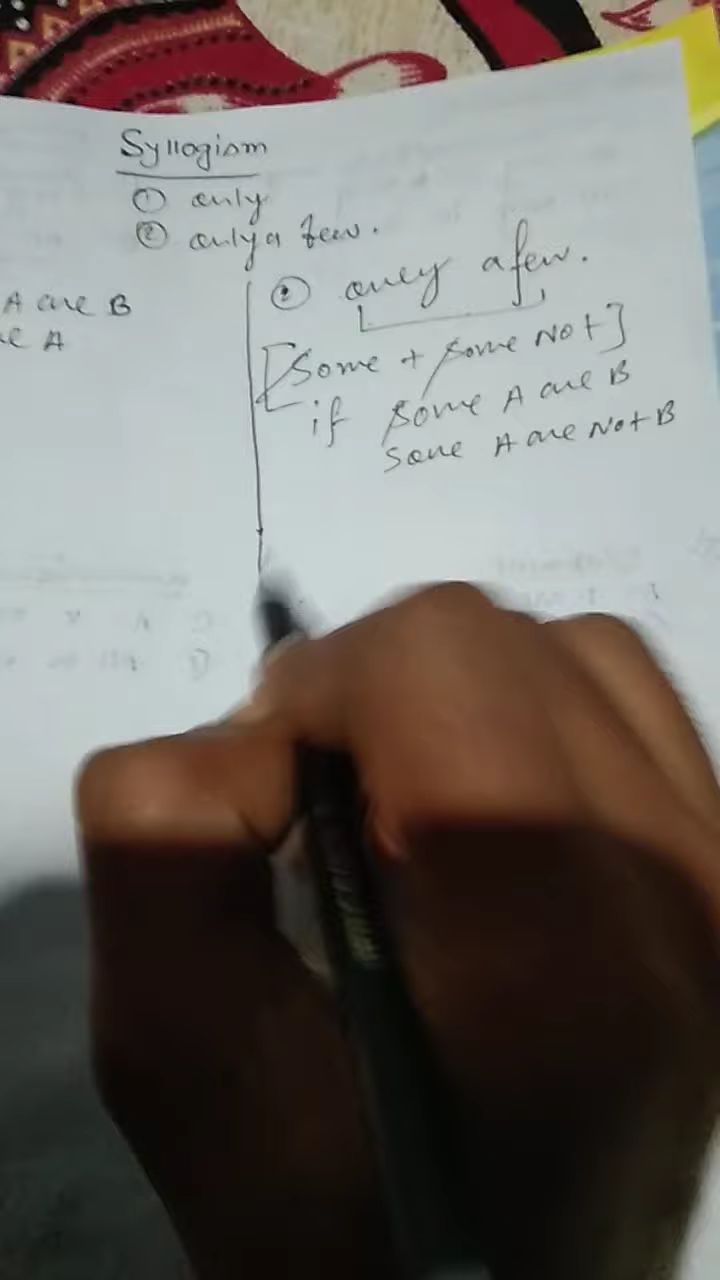 Syllogism
① only
② only a few.
A are B
A
② only a few.
[Some + some Not]
if some A are B
Some A are Not B